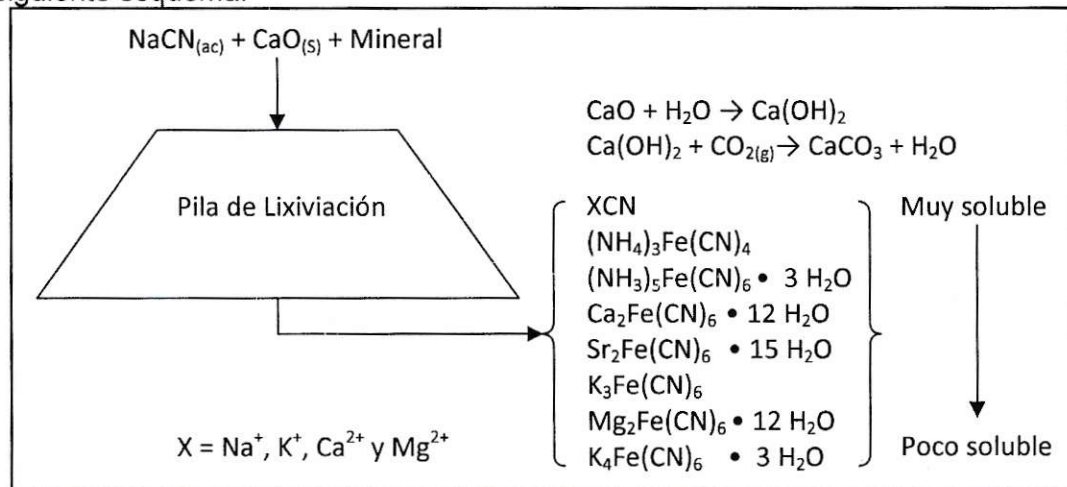 siguiente esquema.
NaCN(ac) + CaO(S) + Mineral
CaO + H₂O → Ca(OH)₂
Ca(OH)₂ + CO₂(g)→ CaCO₃ + H₂O
Pila de Lixiviación
XCN
(NH₄)₃Fe(CN)₄
(NH₃)₅Fe(CN)₆ • 3 H₂O
Ca₂Fe(CN)₆ • 12 H₂O
Sr₂Fe(CN)₆ • 15 H₂O
K₃Fe(CN)₆
Mg₂Fe(CN)₆ • 12 H₂O
K₄Fe(CN)₆ • 3 H₂O
Muy soluble
Poco soluble
X = Na⁺, K⁺, Ca²⁺ y Mg²⁺